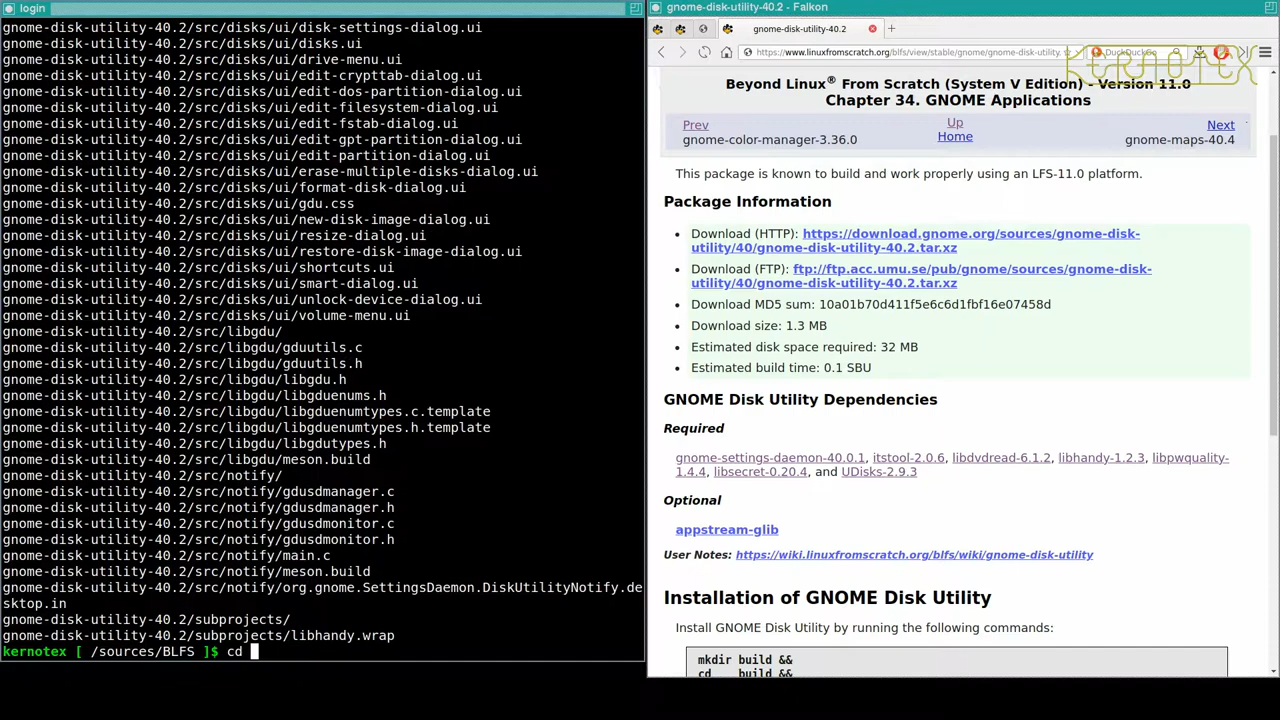 login
gnome-disk-utility-40.2/src/disks/ui/disk-settings-dialog.ui
gnome-disk-utility-40.2/src/disks/ui/disks.ui
gnome-disk-utility-40.2/src/disks/ui/drive-menu.ui
gnome-disk-utility-40.2/src/disks/ui/edit-crypttab-dialog.ui
gnome-disk-utility-40.2/src/disks/ui/edit-dos-partition-dialog.ui
gnome-disk-utility-40.2/src/disks/ui/edit-filesystem-dialog.ui
gnome-disk-utility-40.2/src/disks/ui/edit-fstab-dialog.ui
gnome-disk-utility-40.2/src/disks/ui/edit-gpt-partition-dialog.ui
gnome-disk-utility-40.2/src/disks/ui/edit-partition-dialog.ui
gnome-disk-utility-40.2/src/disks/ui/erase-multiple-disks-dialog.ui
gnome-disk-utility-40.2/src/disks/ui/format-disk-dialog.ui
gnome-disk-utility-40.2/src/disks/ui/gdu.css
gnome-disk-utility-40.2/src/disks/ui/new-disk-image-dialog.ui
gnome-disk-utility-40.2/src/disks/ui/resize-dialog.ui
gnome-disk-utility-40.2/src/disks/ui/restore-disk-image-dialog.ui
gnome-disk-utility-40.2/src/disks/ui/shortcuts.ui
gnome-disk-utility-40.2/src/disks/ui/smart-dialog.ui
gnome-disk-utility-40.2/src/disks/ui/unlock-device-dialog.ui
gnome-disk-utility-40.2/src/disks/ui/volume-menu.ui
gnome-disk-utility-40.2/src/libgdu/
gnome-disk-utility-40.2/src/libgdu/gduutils.c
gnome-disk-utility-40.2/src/libgdu/gduutils.h
gnome-disk-utility-40.2/src/libgdu/libgdu.h
gnome-disk-utility-40.2/src/libgdu/libgduenums.h
gnome-disk-utility-40.2/src/libgdu/libgduenumtypes.c.template
gnome-disk-utility-40.2/src/libgdu/libgduenumtypes.h.template
gnome-disk-utility-40.2/src/libgdu/libgdutypes.h
gnome-disk-utility-40.2/src/libgdu/meson.build
gnome-disk-utility-40.2/src/notify/
gnome-disk-utility-40.2/src/notify/gdusdmanager.c
gnome-disk-utility-40.2/src/notify/gdusdmanager.h
gnome-disk-utility-40.2/src/notify/gdusdmonitor.c
gnome-disk-utility-40.2/src/notify/gdusdmonitor.h
gnome-disk-utility-40.2/src/notify/main.c
gnome-disk-utility-40.2/src/notify/meson.build
gnome-disk-utility-40.2/src/notify/org.gnome.SettingsDaemon.DiskUtilityNotify.de
sktop.in
gnome-disk-utility-40.2/subprojects/
gnome-disk-utility-40.2/subprojects/libhandy.wrap
kernotex [ /sources/BLFS ]$ cd
gnome-disk-utility-40.2 - Falkon
gnome-disk-utility-40.2
https://www.linuxfromscratch.org/blfs/view/stable/gnome/gnome-disk-utility.
DuckDuckGo
KERNOTEX
Beyond Linux® From Scratch (System V Edition) - Version 11.0
Chapter 34. GNOME Applications
Prev Up Next
gnome-color-manager-3.36.0 Home gnome-maps-40.4
This package is known to build and work properly using an LFS-11.0 platform.
Package Information
• Download (HTTP): https://download.gnome.org/sources/gnome-disk-
utility/40/gnome-disk-utility-40.2.tar.xz
• Download (FTP): ftp://ftp.acc.umu.se/pub/gnome/sources/gnome-disk-
utility/40/gnome-disk-utility-40.2.tar.xz
• Download MD5 sum: 10a01b70d411f5e6c6d1fbf16e07458d
• Download size: 1.3 MB
• Estimated disk space required: 32 MB
• Estimated build time: 0.1 SBU
GNOME Disk Utility Dependencies
Required
gnome-settings-daemon-40.0.1, itstool-2.0.6, libdvdread-6.1.2, libhandy-1.2.3, libpwquality-
1.4.4, libsecret-0.20.4, and UDisks-2.9.3
Optional
appstream-glib
User Notes: https://wiki.linuxfromscratch.org/blfs/wiki/gnome-disk-utility
Installation of GNOME Disk Utility
Install GNOME Disk Utility by running the following commands:
mkdir build &&
cd build &&